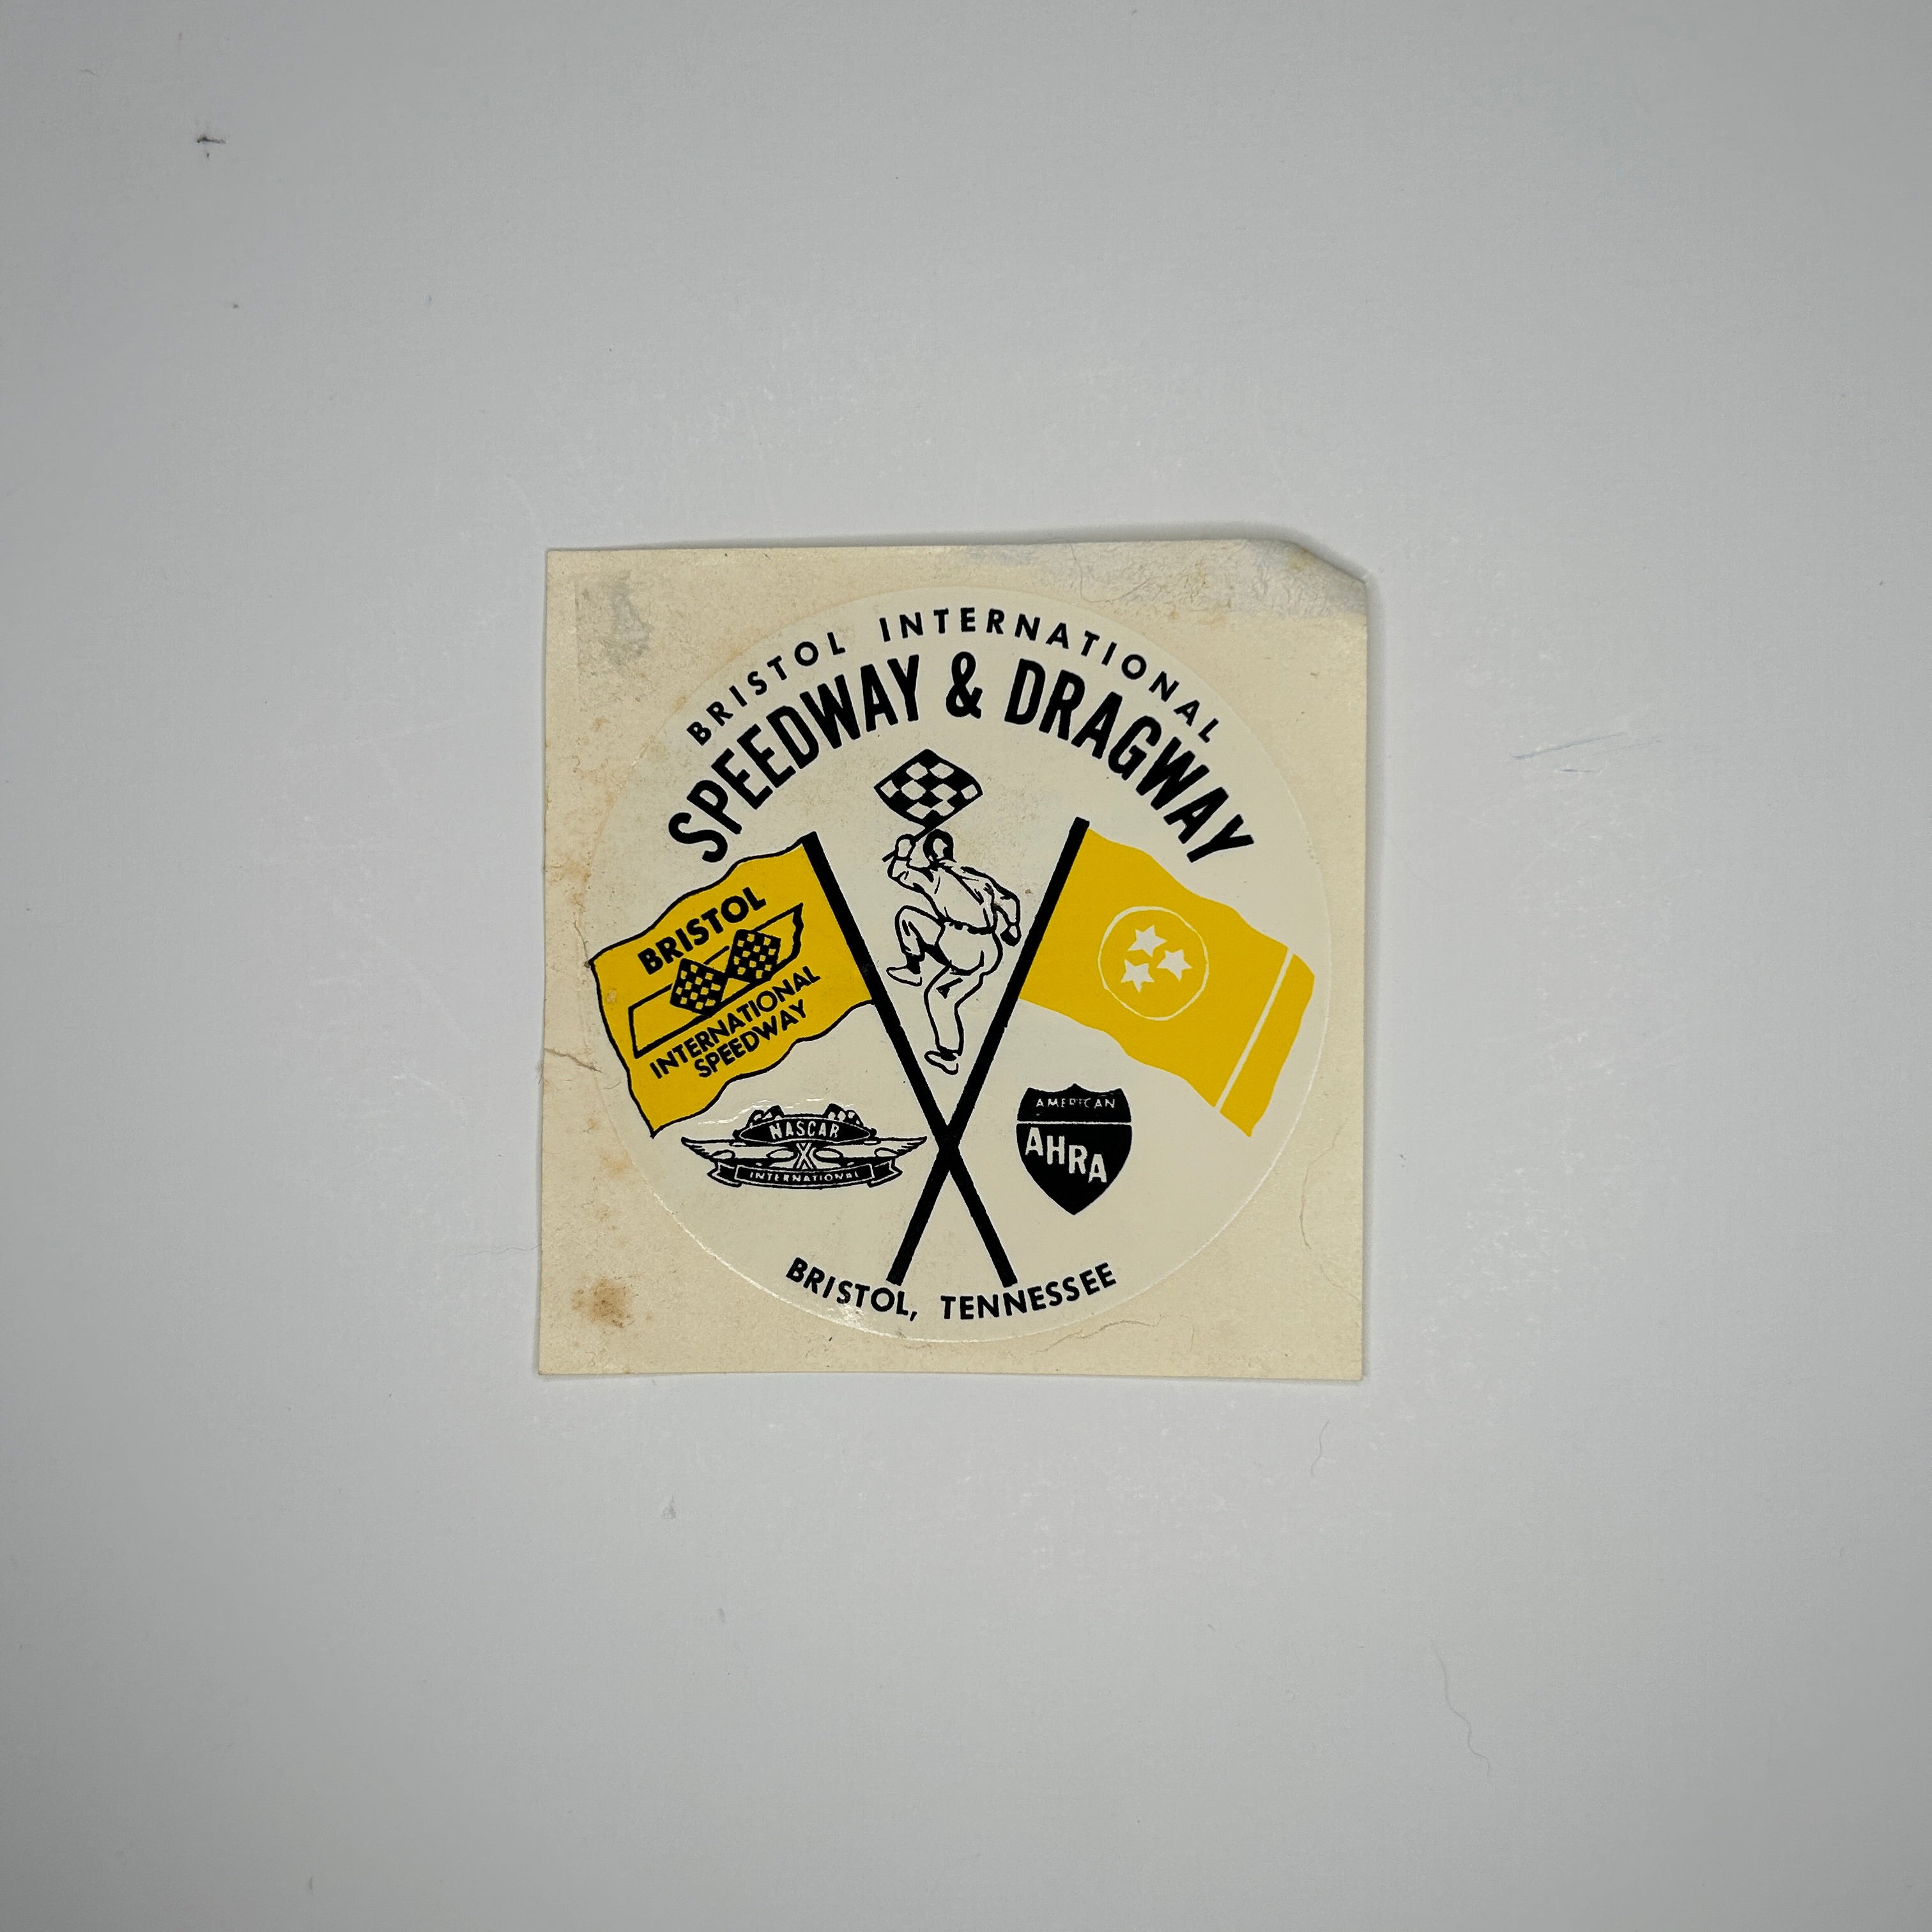 BRISTOL INTERNATIONAL
SPEEDWAY & DRAGWAY
BRISTOL
INTERNATIONAL
SPEEDWAY
NASCAR
INTERNATIONAL
AMERICAN
AHRA
BRISTOL, TENNESSEE